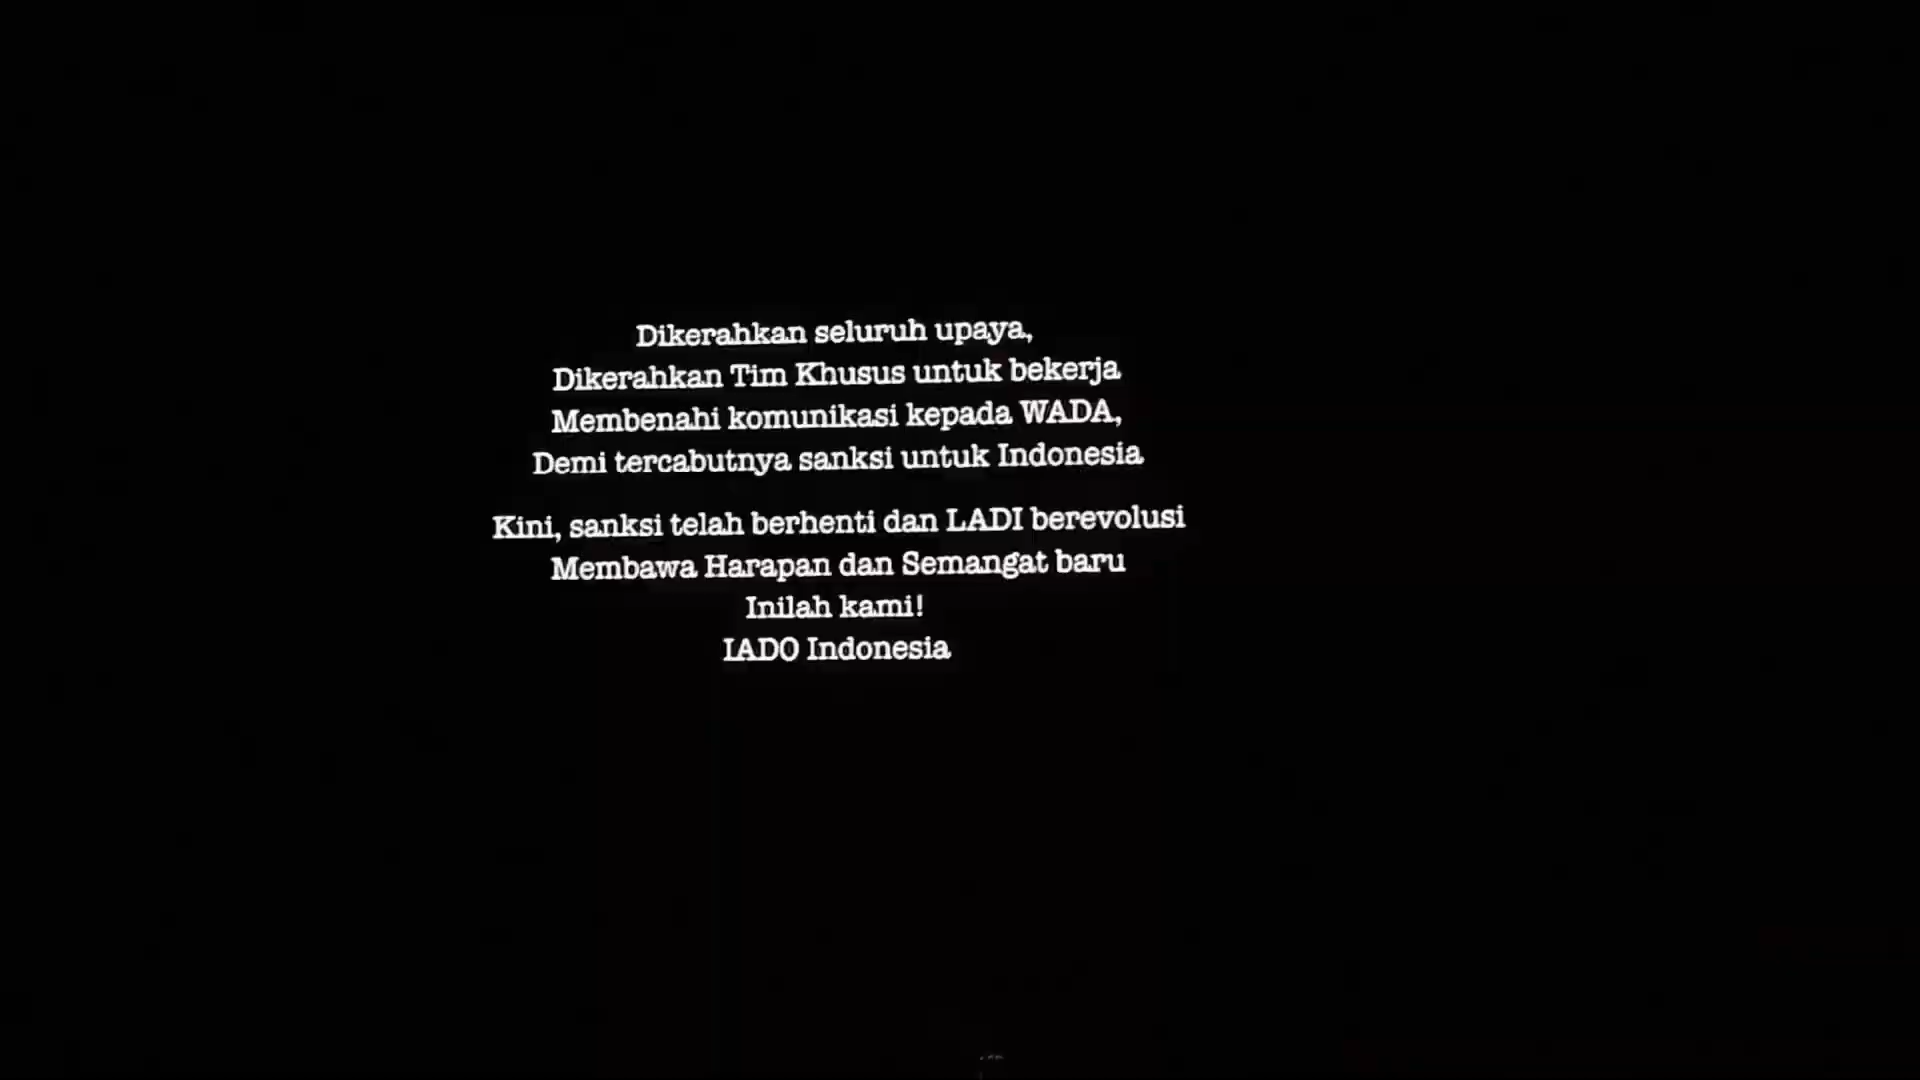 Dikerahkan seluruh upaya,
Dikerahkan Tim Khusus untuk bekerja
Membenahi komunikasi kepada WADA,
Demi tercabutnya sanksi untuk Indonesia
Kini, sanksi telah berhenti dan LADI berevolusi
Membawa Harapan dan Semangat baru
Inilah kami!
IADO Indonesia